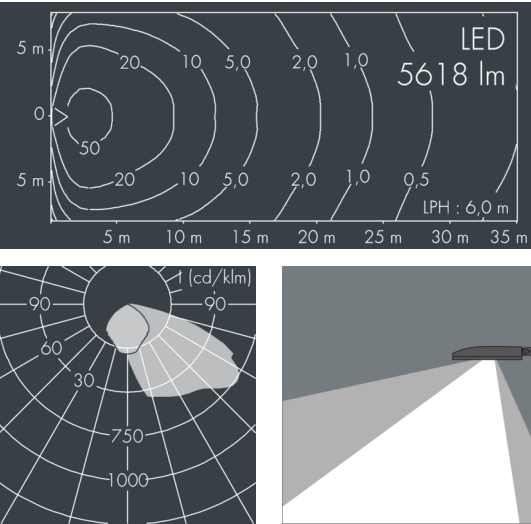 LED
5618 lm
5 m
0
5 m
20 10 5,0 2,0 1,0
50
20 10 5,0 2,0 1,0 0,5
LPH : 6,0 m
5 m 10 m 15 m 20 m 25 m 30 m 35 m
I (cd/klm)
90 90
60
30
750
1000